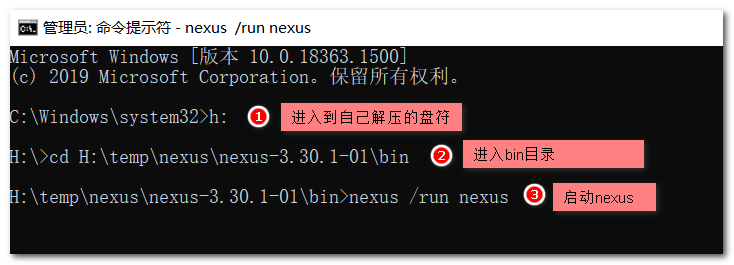 管理员: 命令提示符 - nexus  /run nexus
Microsoft Windows [版本 10.0.18363.1500]
(c) 2019 Microsoft Corporation。保留所有权利。
C:\Windows\system32>h: 1 进入到自己解压的盘符
H:\>cd H:\temp\nexus\nexus-3.30.1-01\bin 2 进入bin目录
H:\temp\nexus\nexus-3.30.1-01\bin>nexus /run nexus 3 启动nexus